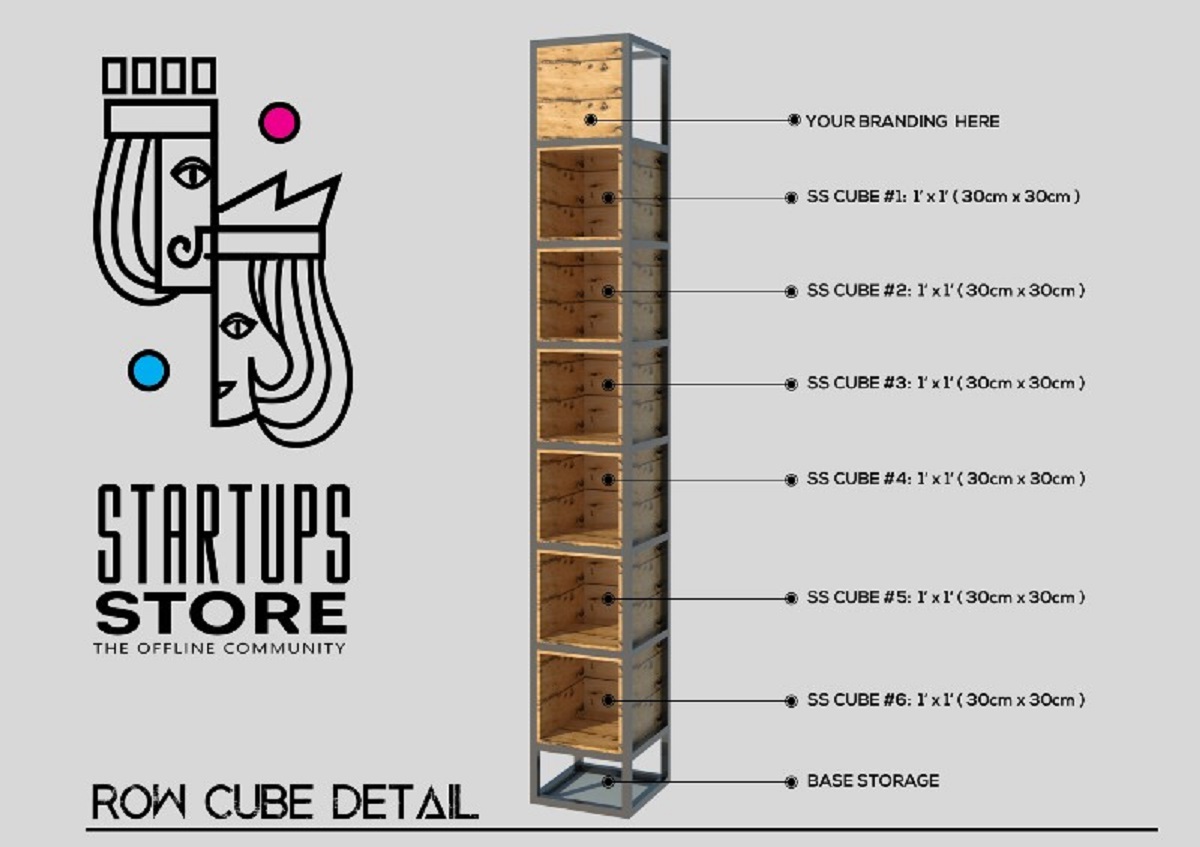 YOUR BRANDING HERE
SS CUBE #1: 1' x 1' ( 30cm x 30cm )
SS CUBE #2: 1' x 1' ( 30cm x 30cm )
SS CUBE #3: 1' x 1' ( 30cm x 30cm )
SS CUBE #4: 1' x 1' ( 30cm x 30cm )
SS CUBE #5: 1' x 1' ( 30cm x 30cm )
SS CUBE #6: 1' x 1' ( 30cm x 30cm )
BASE STORAGE
STARTUPS
STORE
THE OFFLINE COMMUNITY
ROW CUBE DETAIL